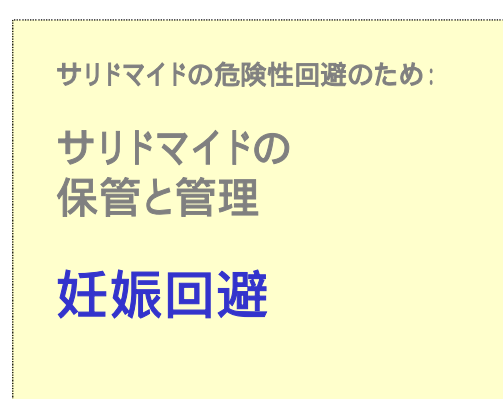 サリドマイドの危険性回避のため:
サリドマイドの
保管と管理
妊娠回避